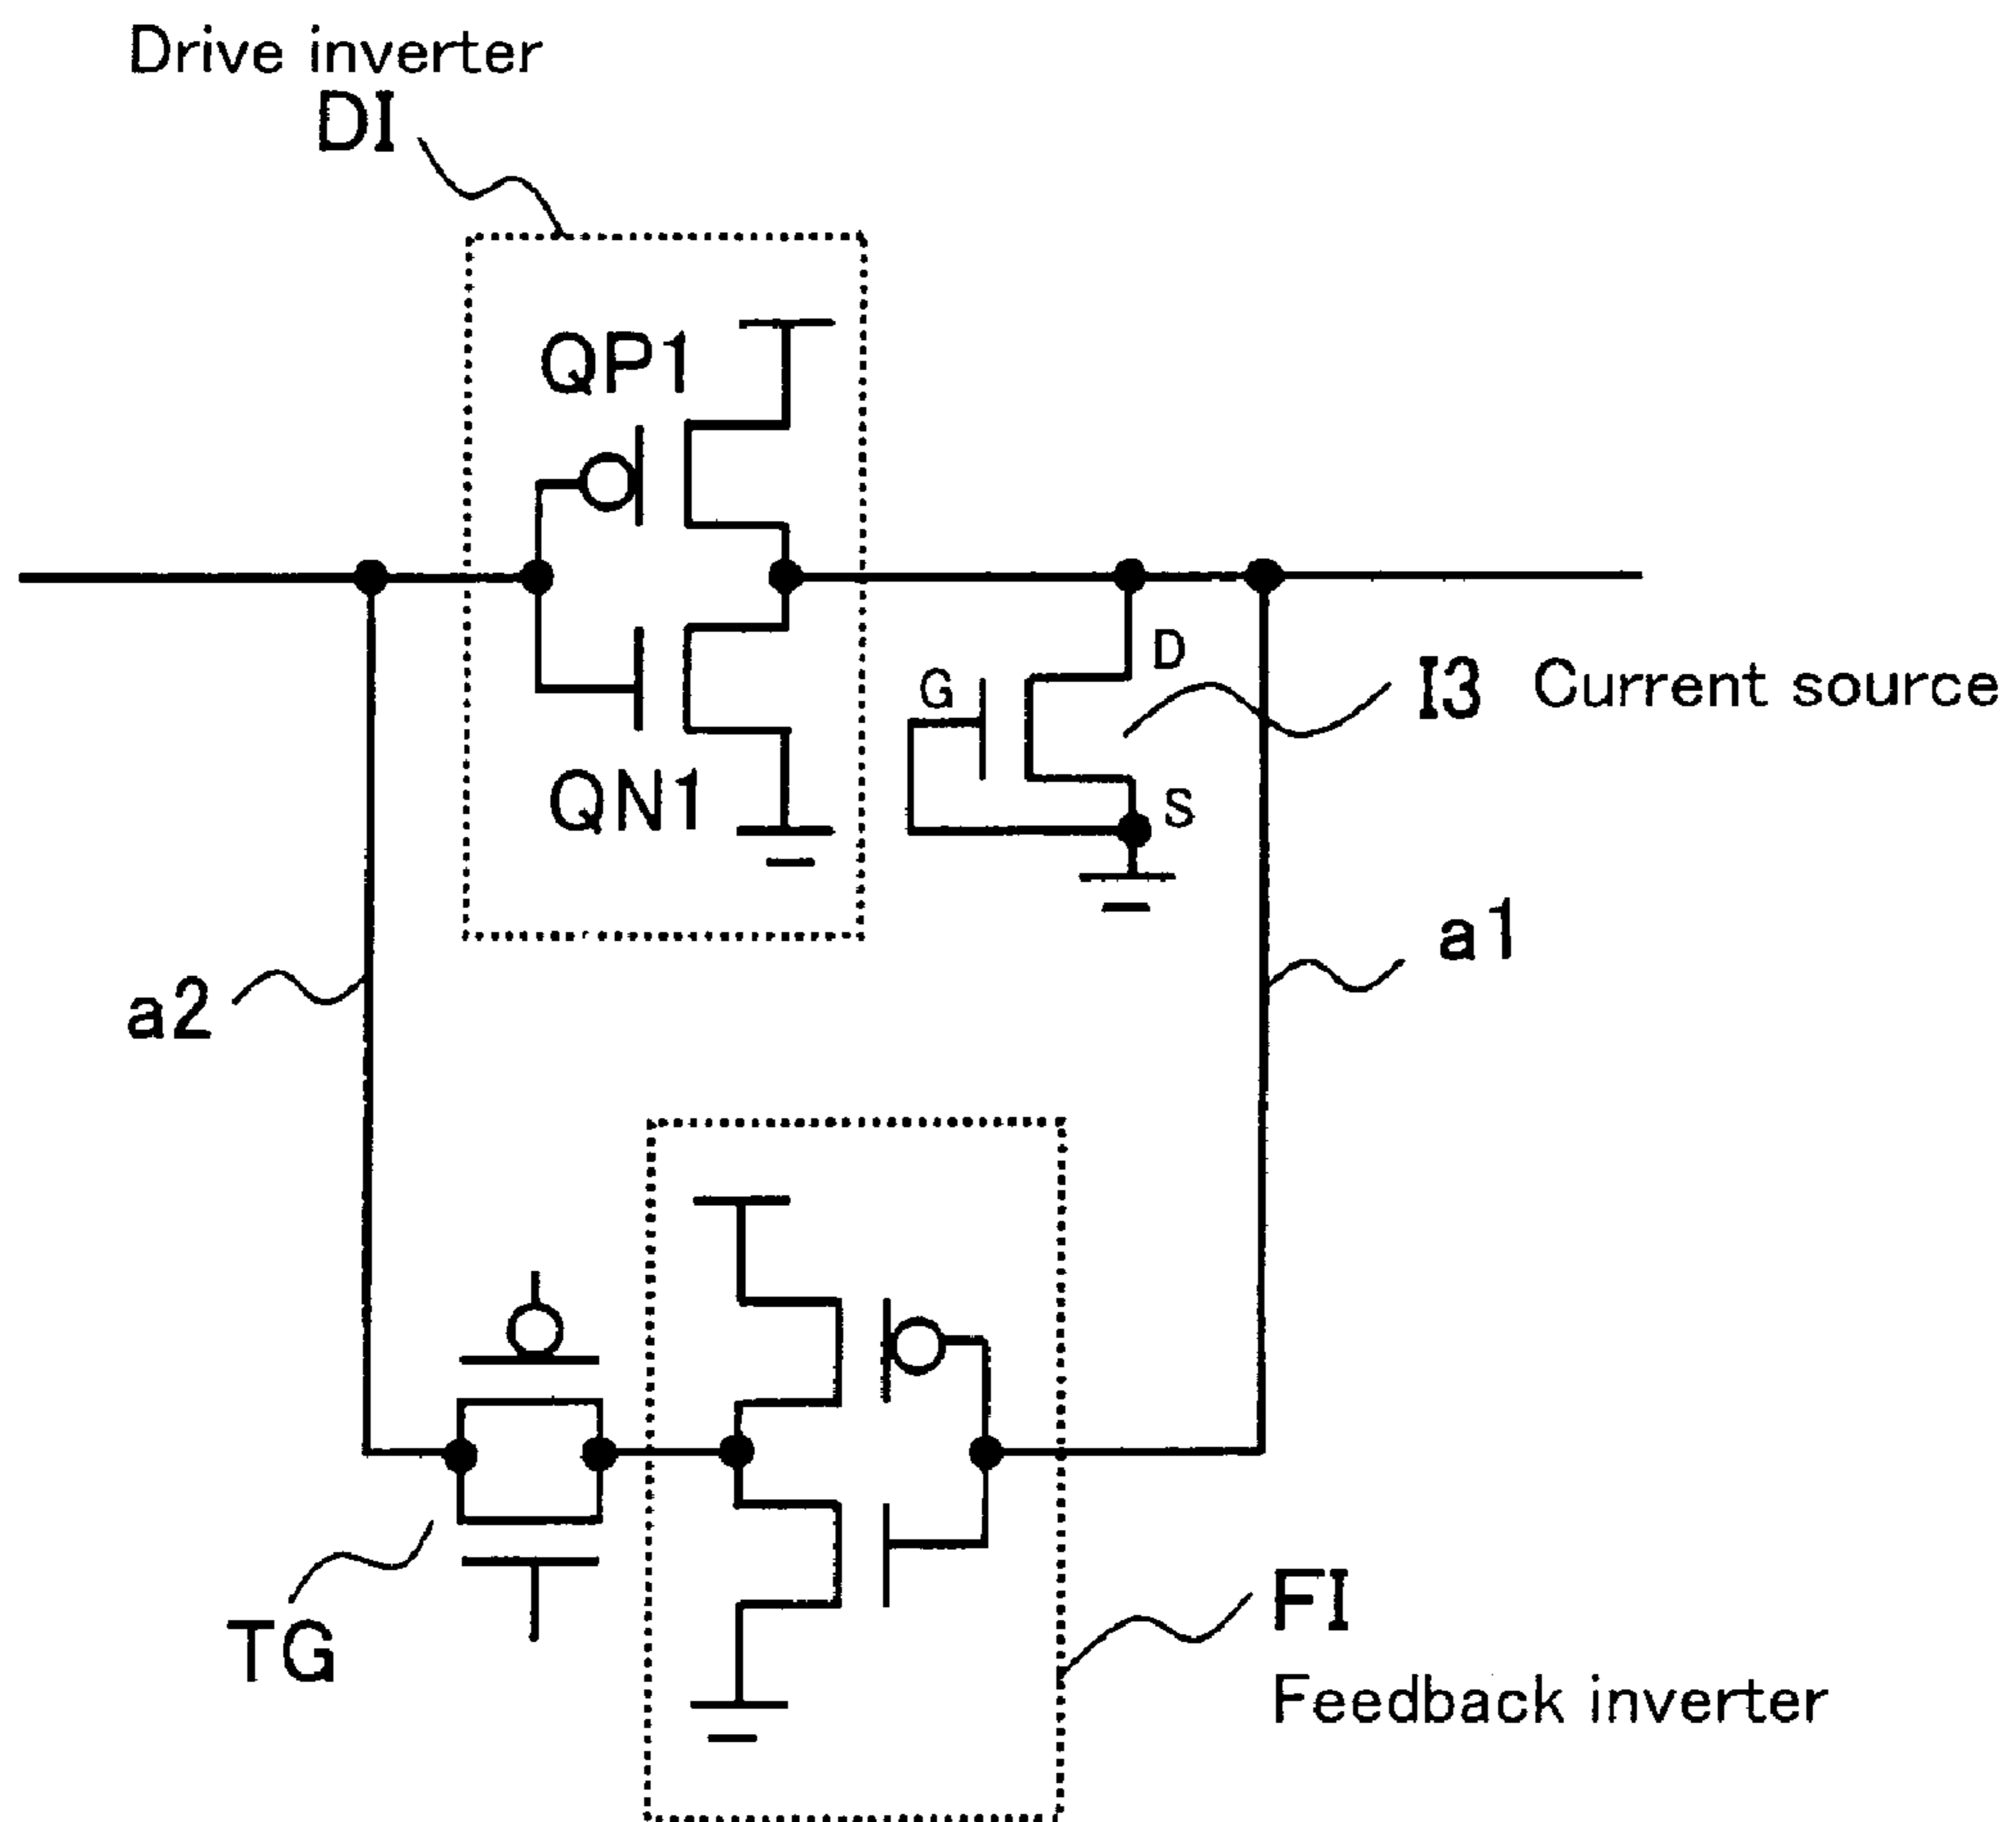 Drive inverter
DI
QP1
QN1
G
D
S
I3 Current source
a1
a2
TG
FI
Feedback inverter